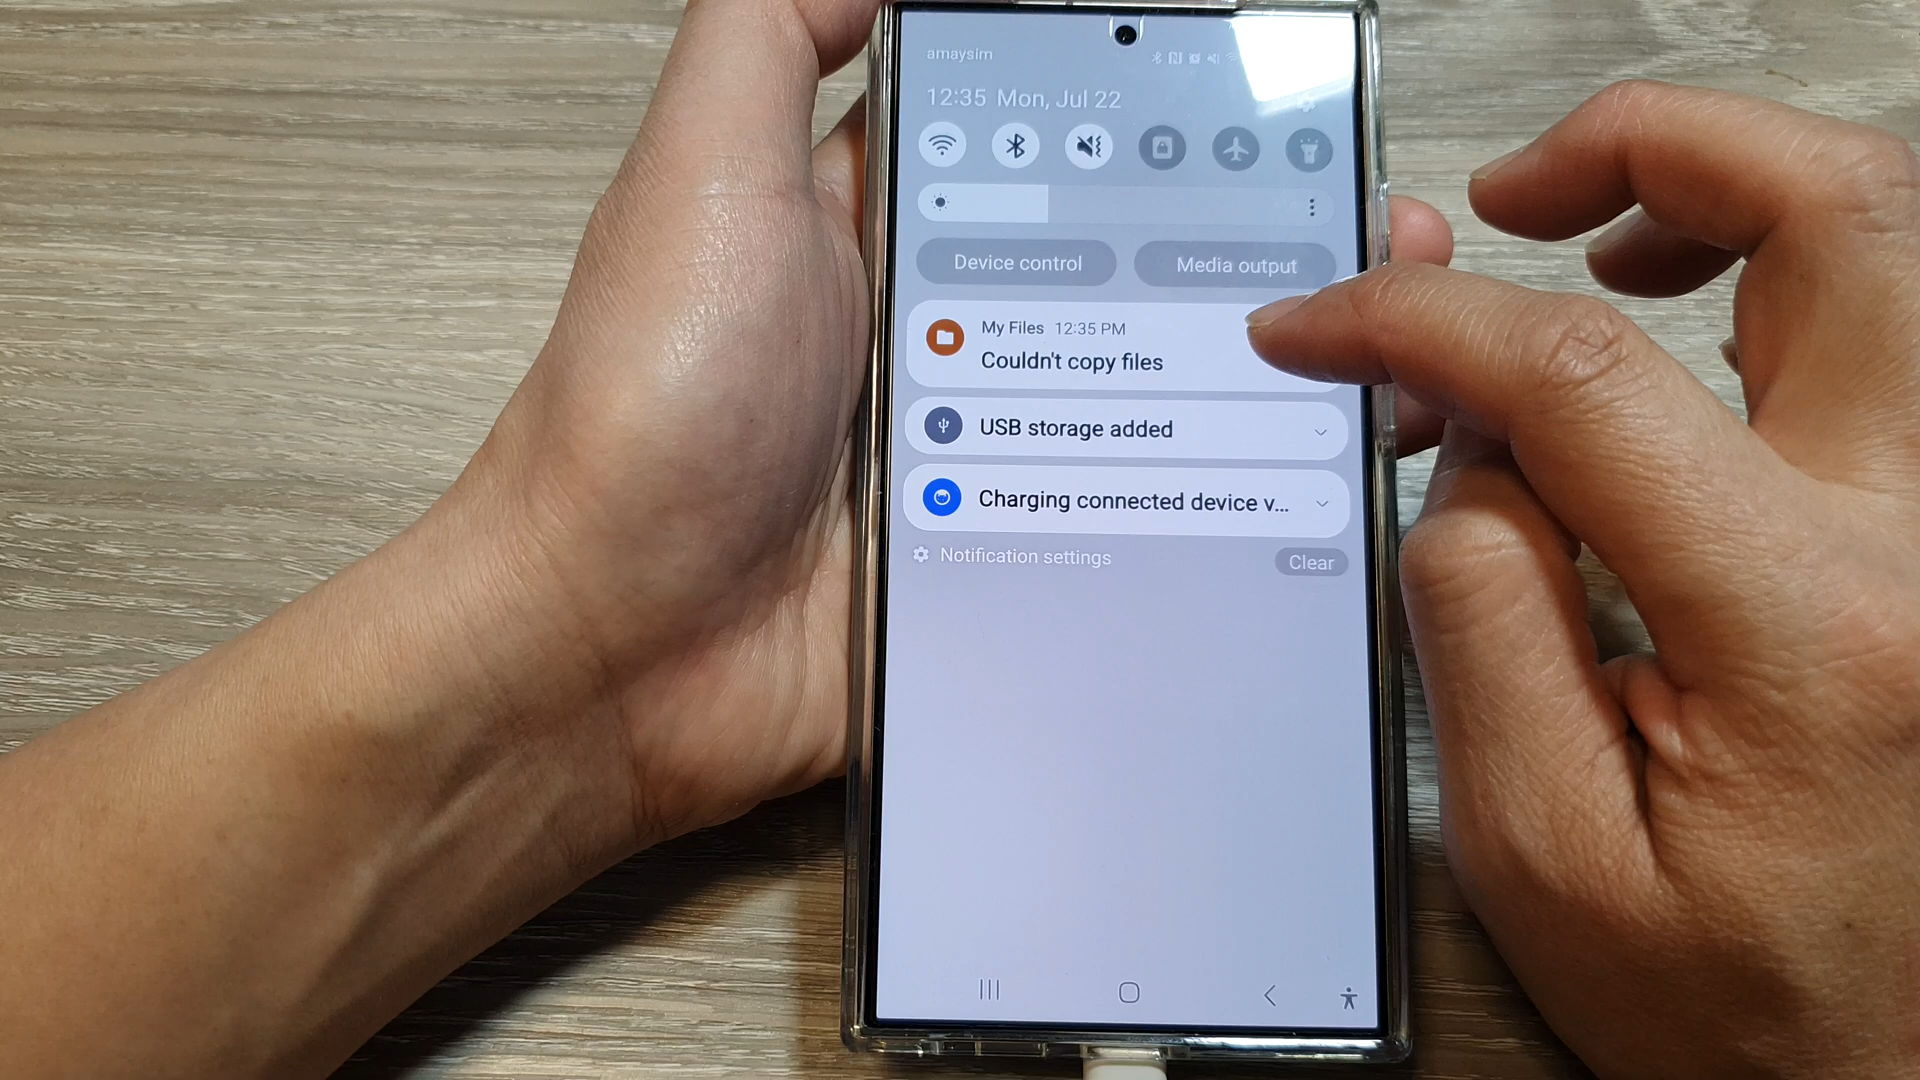 amaysim
12:35 Mon, Jul 22
Device control
Media output
My Files 12:35 PM
Couldn't copy files
USB storage added
Charging connected device v...
Notification settings
Clear